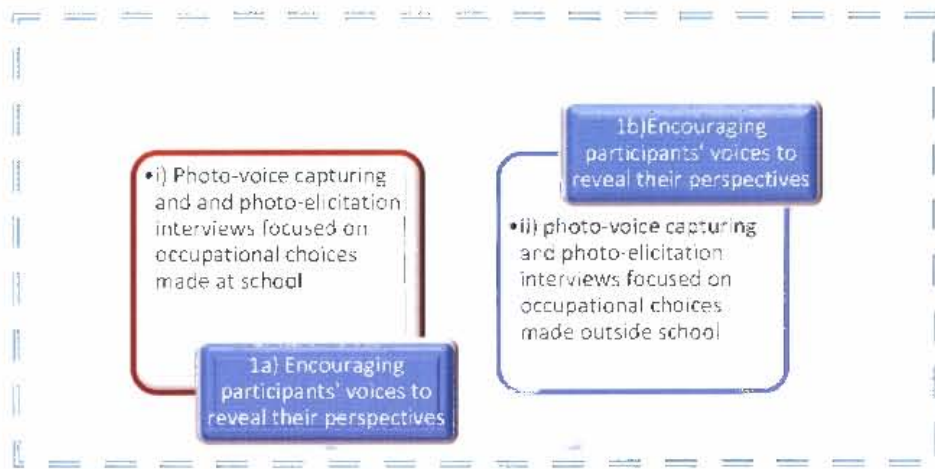 •i) Photo-voice capturing
and and photo-elicitation
interviews focused on
occupational choices
made at school
1a) Encouraging
participants' voices to
reveal their perspectives
1b)Encouraging
participants' voices to
reveal their perspectives
•ii) photo-voice capturing
and photo-elicitation
interviews focused on
occupational choices
made outside school